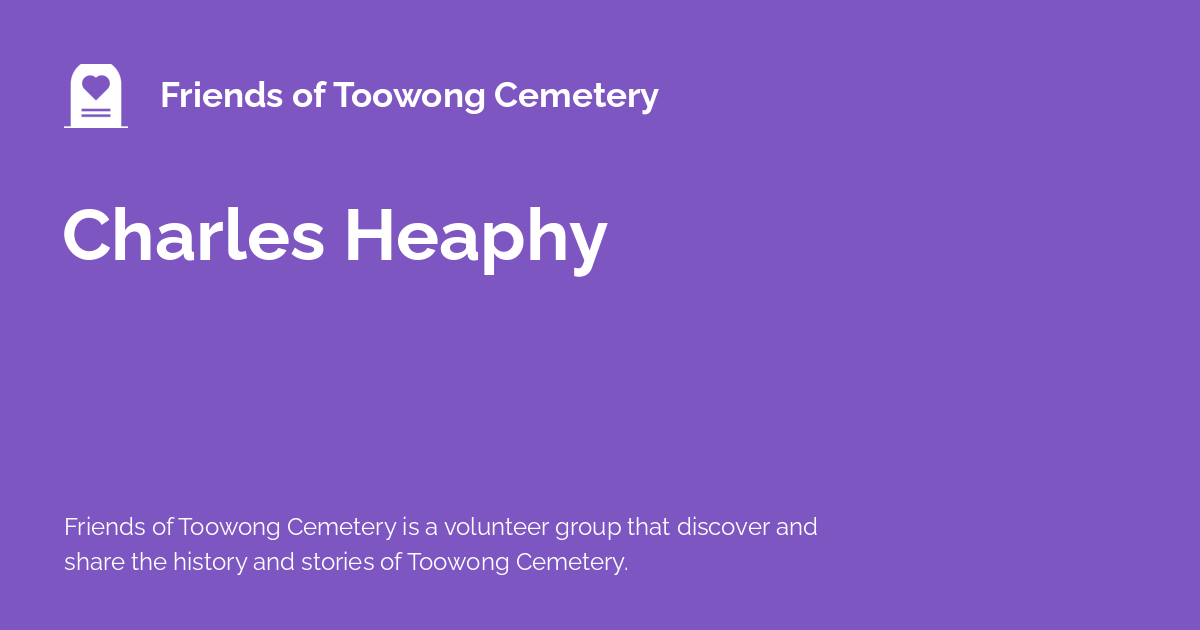 Friends of Toowong Cemetery
Charles Heaphy
Friends of Toowong Cemetery is a volunteer group that discover and
share the history and stories of Toowong Cemetery.